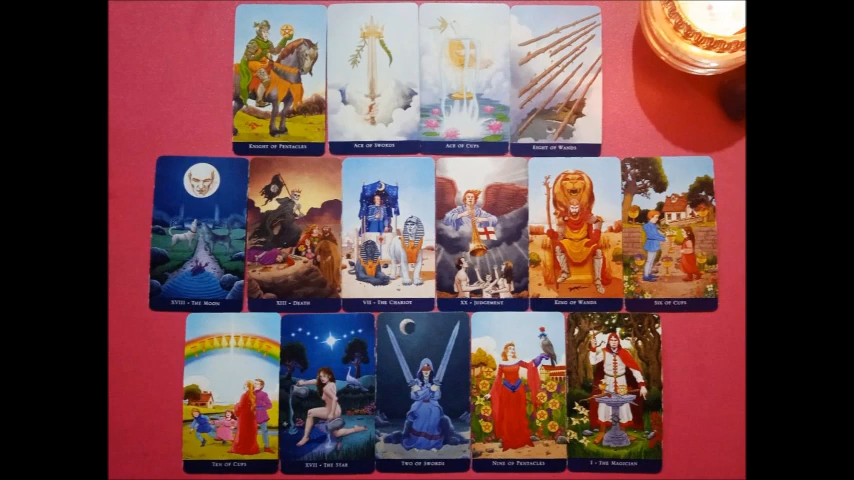 KNIGHT OF PENTACLES
ACE OF SWORDS
ACE OF CUPS
EIGHT OF WANDS
XVIII • THE MOON
XIII • DEATH
VII • THE CHARIOT
XX • JUDGEMENT
KING OF WANDS
SIX OF CUPS
TEN OF CUPS
XVII • THE STAR
TWO OF SWORDS
NINE OF PENTACLES
I • THE MAGICIAN